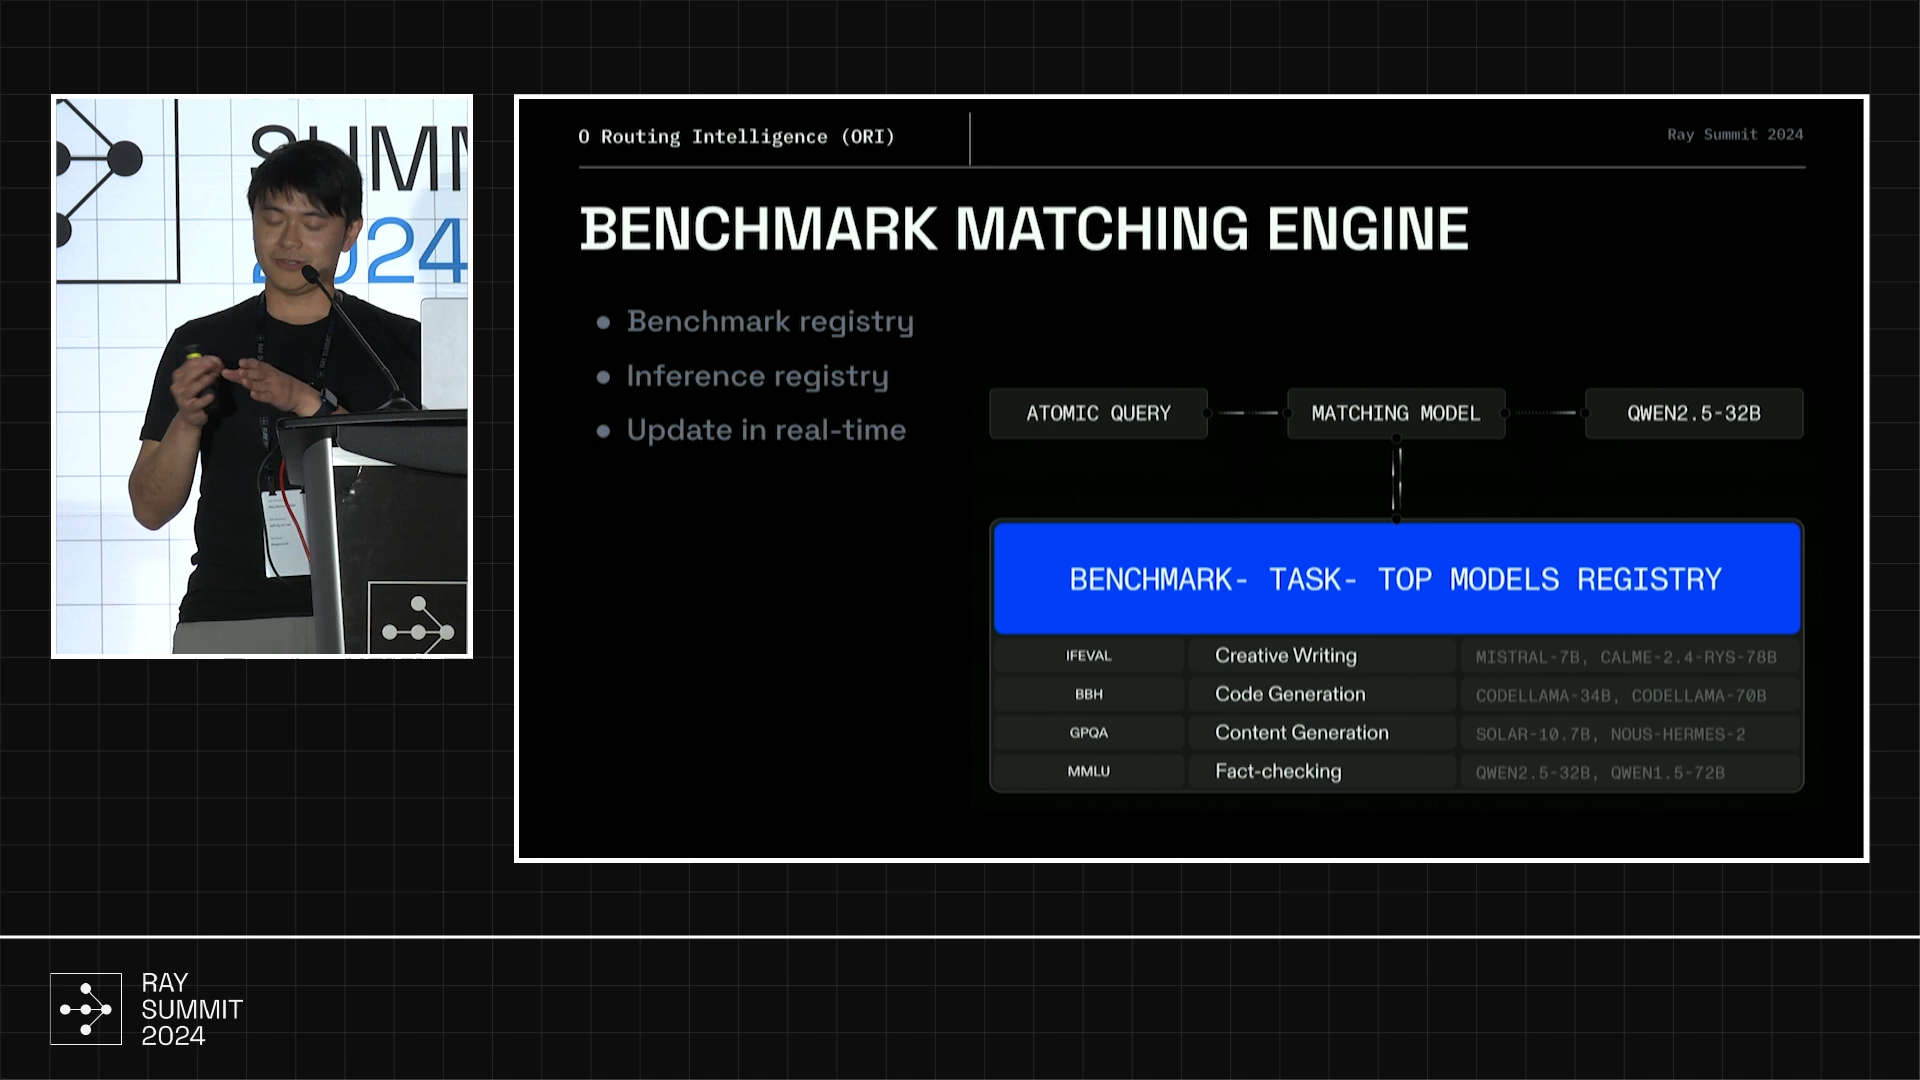 SUMM
2024
O Routing Intelligence (ORI)
Ray Summit 2024
BENCHMARK MATCHING ENGINE
Benchmark registry
Inference registry
Update in real-time
ATOMIC QUERY
MATCHING MODEL
QWEN2.5-32B
BENCHMARK- TASK- TOP MODELS REGISTRY
IFEVAL Creative Writing MISTRAL-7B, CALME-2.4-RYS-78B
BBH Code Generation CODELLAMA-34B, CODELLAMA-70B
GPQA Content Generation SOLAR-10.7B, NOUS-HERMES-2
MMLU Fact-checking QWEN2.5-32B, QWEN1.5-72B
RAY
SUMMIT
2024